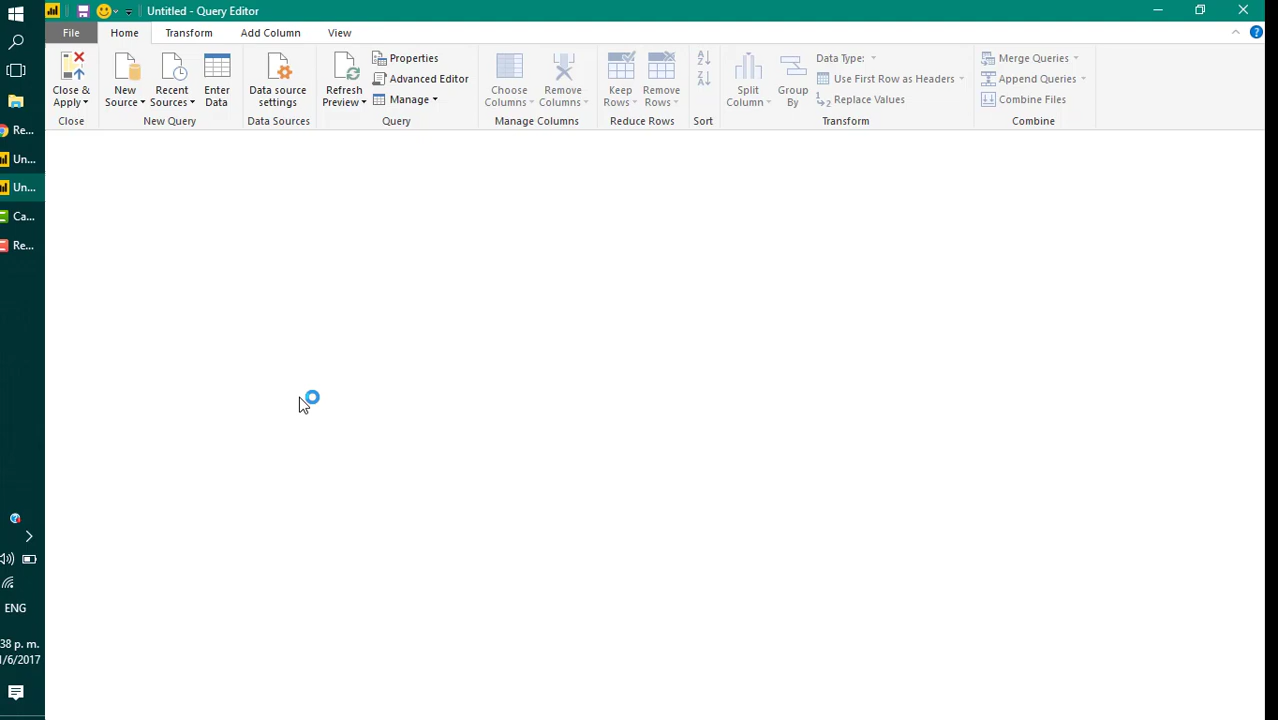 Untitled - Query Editor
File Home Transform Add Column View
Close & Apply
New Source
Recent Sources
Enter Data
Data source settings
Refresh Preview
Properties
Advanced Editor
Manage
Choose Columns
Remove Columns
Keep Rows
Remove Rows
A Z
Z A
Split Column
Group By
Data Type:
Use First Row as Headers
1 2 Replace Values
Merge Queries
Append Queries
Combine Files
Close New Query Data Sources Query Manage Columns Reduce Rows Sort Transform Combine
Re...
Un...
Un...
Ca...
Re...
ENG
38 p. m.
1/6/2017